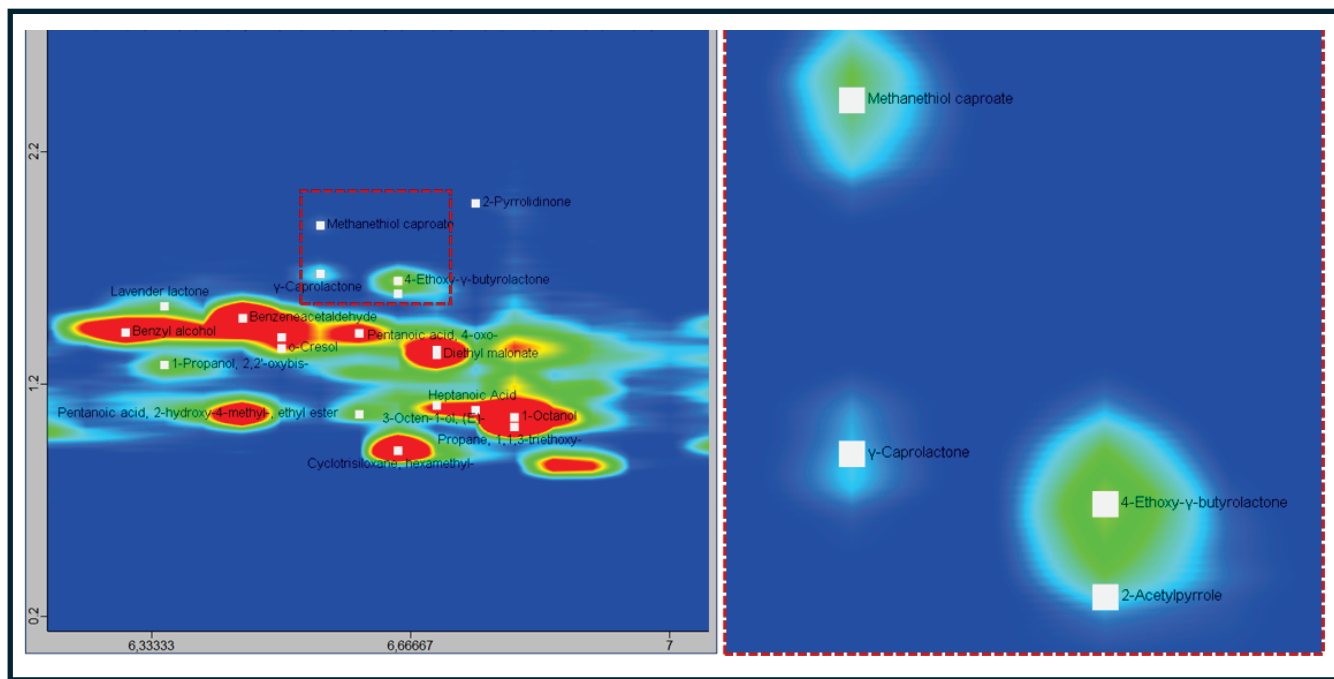 2,2
2-Pyrrolidinone
Methanethiol caproate
4-Ethoxy-γ-butyrolactone
γ-Caprolactone
Lavender lactone
Benzeneacetaldehyde
Benzyl alcohol
Pentanoic acid, 4-oxo-
o-Cresol
Diethyl malonate
1-Propanol, 2,2'-oxybis-
1,2
Heptanoic Acid
Pentanoic acid, 2-hydroxy-4-methyl-, ethyl ester
3-Octen-1-ol, (E)-
1-Octanol
Propane, 1,1,3-triethoxy-
Cyclotrisiloxane, hexamethyl-
0,2
6,33333
6,66667
7
Methanethiol caproate
γ-Caprolactone
4-Ethoxy-γ-butyrolactone
2-Acetylpyrrole